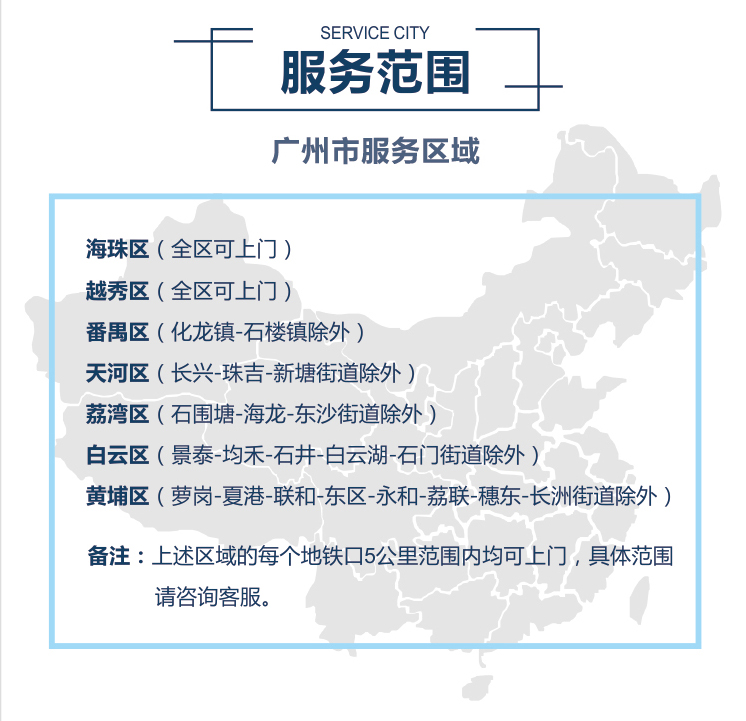 SERVICE CITY
服务范围
广州市服务区域
海珠区（全区可上门）
越秀区（全区可上门）
番禺区（化龙镇-石楼镇除外）
天河区（长兴-珠吉-新塘街道除外）
荔湾区（石围塘-海龙-东沙街道除外）
白云区（景泰-均禾-石井-白云湖-石门街道除外）
黄埔区（萝岗-夏港-联和-东区-永和-荔联-穗东-长洲街道除外）
备注：上述区域的每个地铁口5公里范围内均可上门，具体范围
请咨询客服。